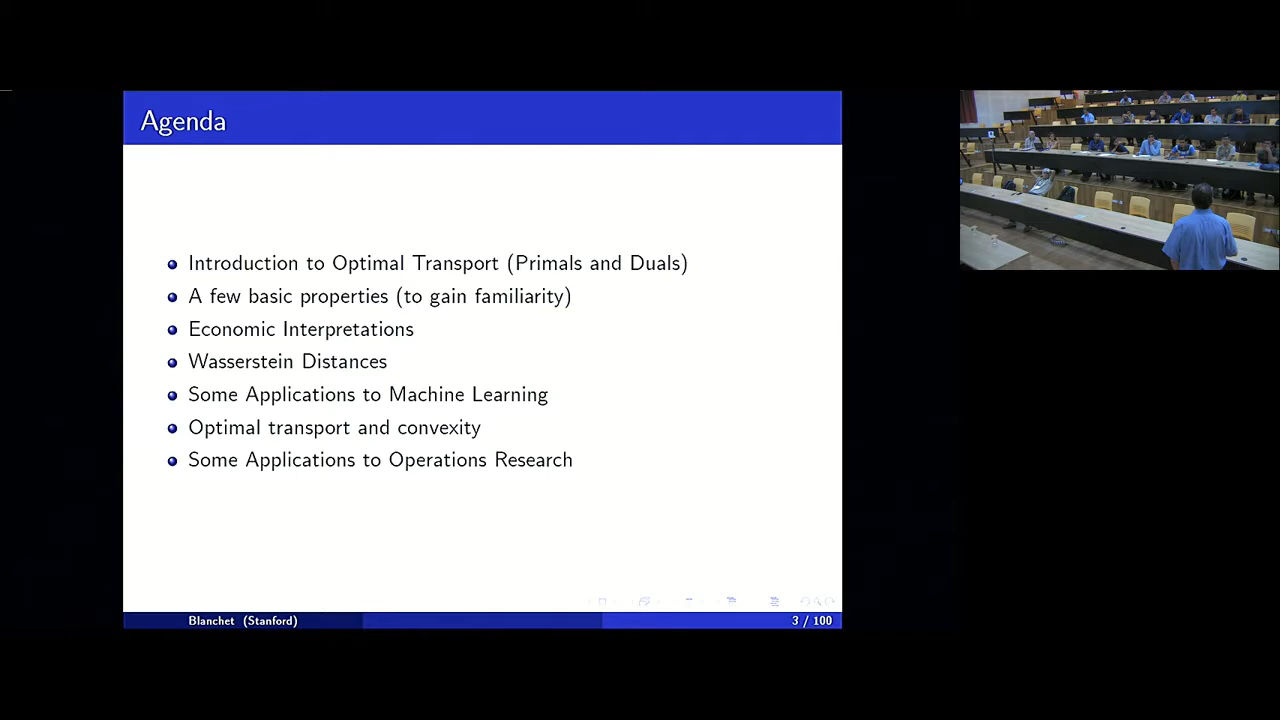 Agenda
Introduction to Optimal Transport (Primals and Duals)
A few basic properties (to gain familiarity)
Economic Interpretations
Wasserstein Distances
Some Applications to Machine Learning
Optimal transport and convexity
Some Applications to Operations Research
Blanchet (Stanford)
3 / 100